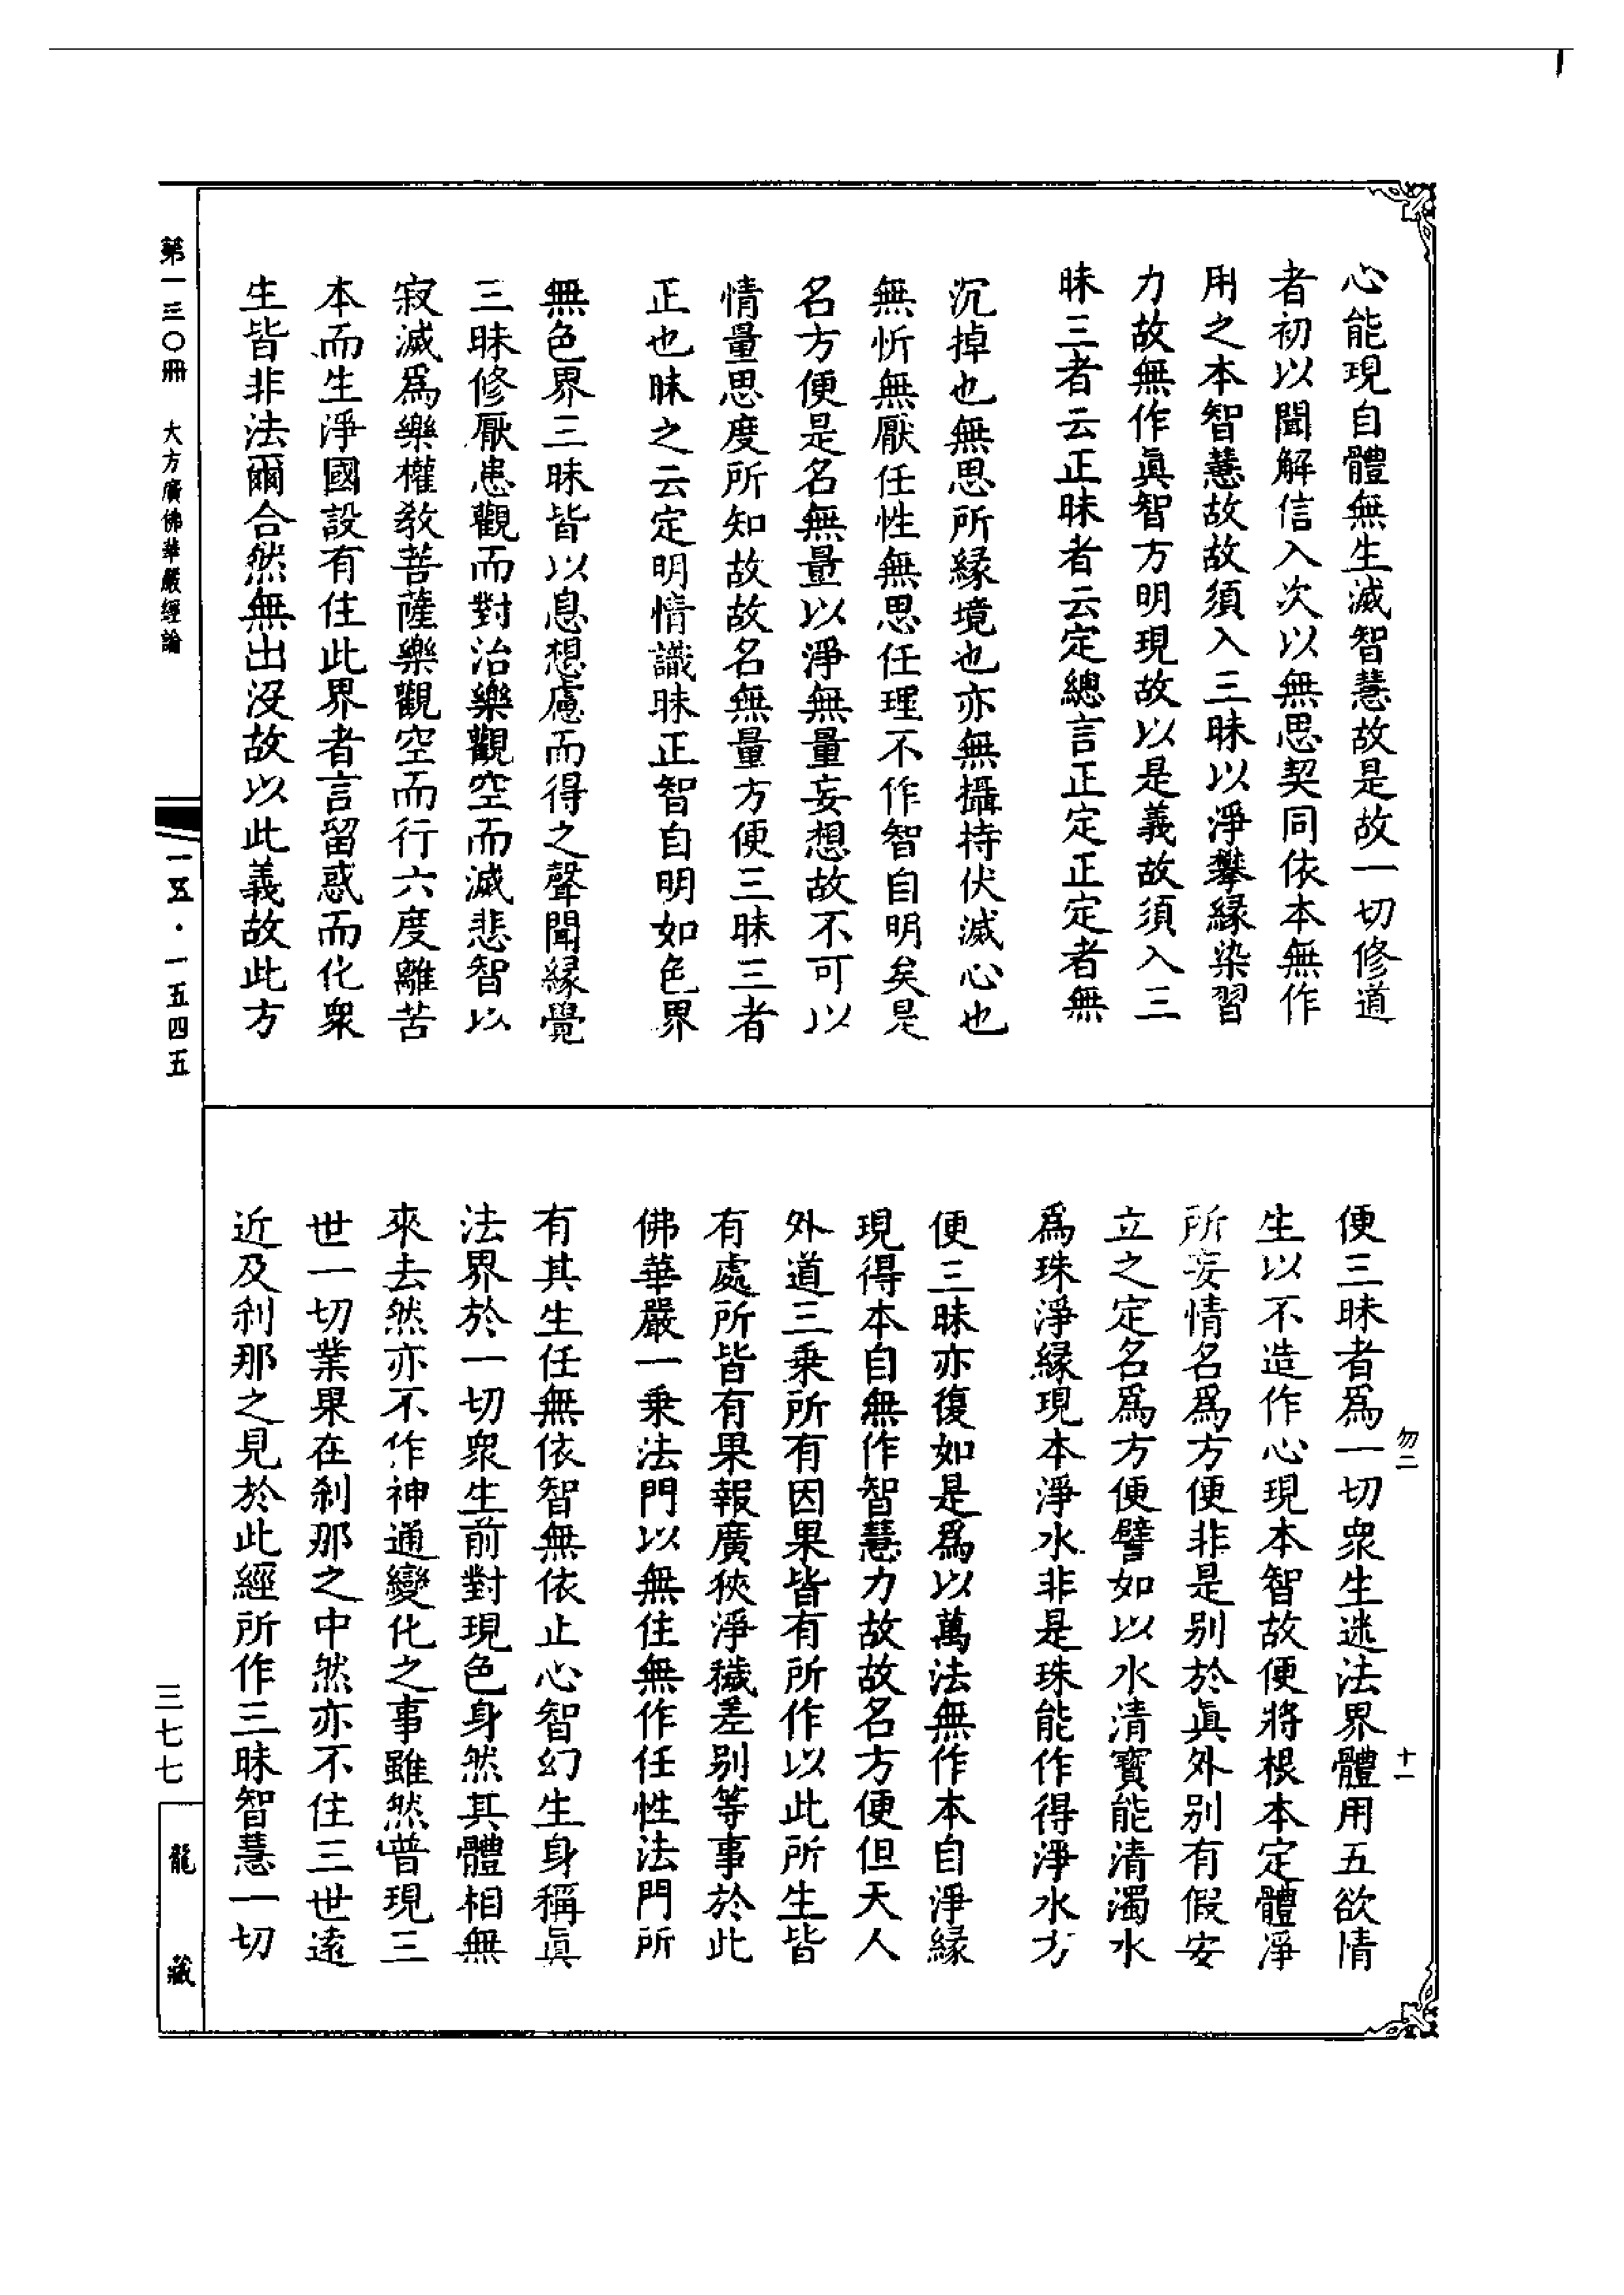 心能現自體無生滅智慧故是故一切修道
者初以聞解信入次以無思契同依本無作
用之本智慧故故須入三昧以淨攀緣染習
力故無作眞智方明現故以是義故須入三
昧三者云正昧者云定總言正定正定者無
沉掉也無思所緣境也亦無攝持伏滅心也
無忻無厭任性無思任理不作智自明矣是
名方便是名無量以淨無量妄想故不可以
情量思度所知故故名無量方便三昧三者
正也昧之云定明情識昧正智自明如色界
無色界三昧皆以息想慮而得之聲聞緣覺
三昧修厭患觀而對治樂觀空而滅悲智以
寂滅爲樂權教菩薩樂觀空而行六度離苦
本而生淨國設有住此界者言留惑而化衆
生皆非法爾合然無出沒故以此義故此方
便三昧者爲一切衆生迷法界體用五欲情
生以不造作心現本智故便將根本定體淨
所妄情名爲方便非是别於眞外别有假安
立之定名爲方便譬如以水清寶能清濁水
爲珠淨緣現本淨水非是珠能作得淨水方
便三昧亦復如是爲以萬法無作本自淨緣
現得本自無作智慧力故故名方便但天人
外道三乗所有因果皆有所作以此所生皆
有處所皆有果報廣狹淨穢差别等事於此
佛華嚴一乗法門以無住無作任性法門所
有其生任無依智無依止心智幻生身稱眞
法界於一切衆生前對現色身然其體相無
來去然亦不作神通變化之事雖然普現三
世一切業果在刹那之中然亦不住三世遠
近及刹那之見於此經所作三昧智慧一切
勿二
十一
第一三〇冊 大方廣佛華嚴經論
一五·一五四五
三七七
龍藏